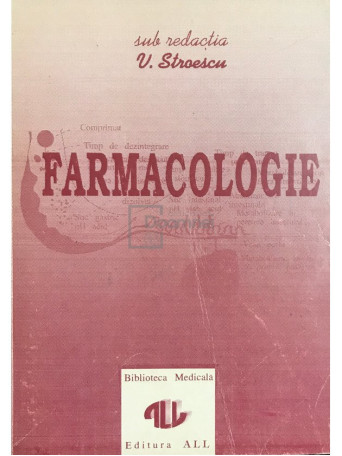 sub redacția
V. Stroescu
Comprimat
Timp de dezintegrare
FARMACOLOGIE
Biblioteca Medicala
ALL
Editura ALL